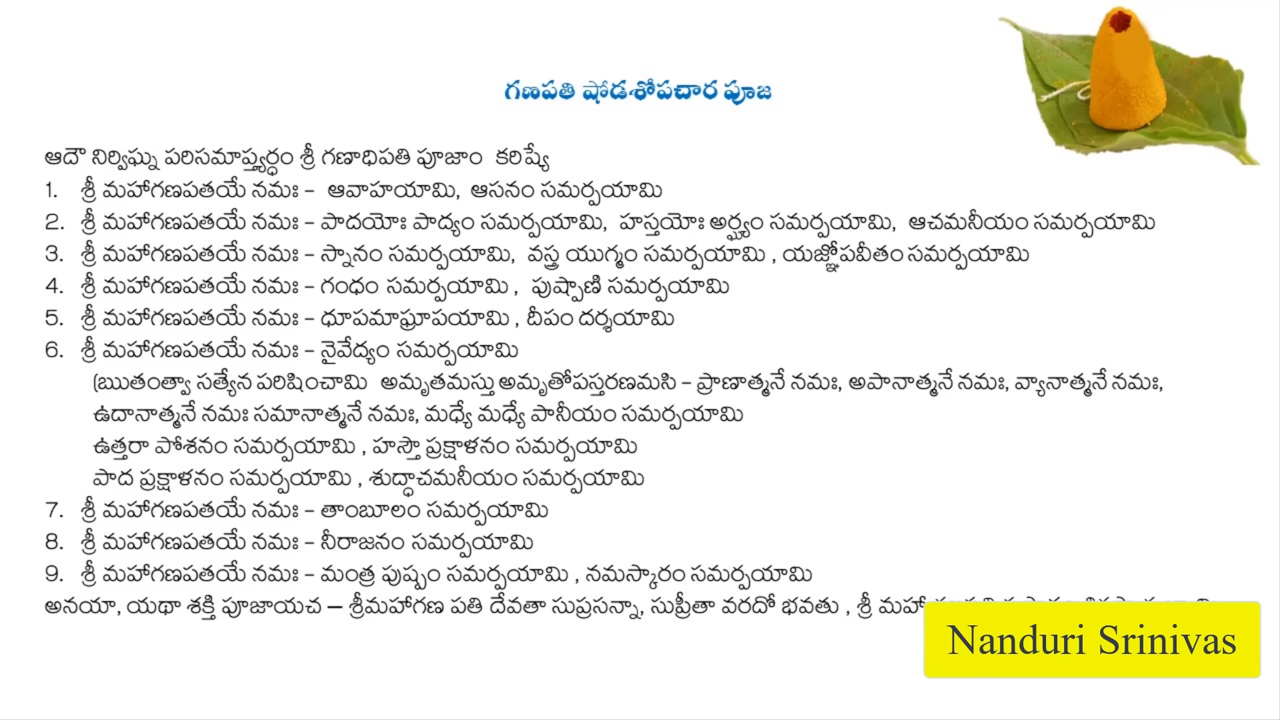 గణపతి షోడశోపచార పూజ
ఆదౌ నిర్విఘ్న పరిసమాప్త్యర్ధం శ్రీ గణాధిపతి పూజాం కరిష్యే
1. శ్రీ మహాగణపతయే నమః – ఆవాహయామి, ఆసనం సమర్పయామి
2. శ్రీ మహాగణపతయే నమః – పాదయోః పాద్యం సమర్పయామి, హస్తయోః అర్ఘ్యం సమర్పయామి, ఆచమనీయం సమర్పయామి
3. శ్రీ మహాగణపతయే నమః – స్నానం సమర్పయామి, వస్త్ర యుగ్మం సమర్పయామి , యజ్ఞోపవీతం సమర్పయామి
4. శ్రీ మహాగణపతయే నమః – గంధం సమర్పయామి , పుష్పాణి సమర్పయామి
5. శ్రీ మహాగణపతయే నమః – ధూపమాఘ్రాపయామి , దీపం దర్శయామి
6. శ్రీ మహాగణపతయే నమః – నైవేద్యం సమర్పయామి
(ఋతంత్వా సత్యేన పరిషించామి అమృతమస్తు అమృతోపస్తరణమసి – ప్రాణాత్మనే నమః, అపానాత్మనే నమః, వ్యానాత్మనే నమః,
ఉదానాత్మనే నమః సమానాత్మనే నమః, మధ్యే మధ్యే పానీయం సమర్పయామి
ఉత్తరా పోశనం సమర్పయామి , హస్తౌ ప్రక్షాళనం సమర్పయామి
పాద ప్రక్షాళనం సమర్పయామి , శుద్ధాచమనీయం సమర్పయామి
7. శ్రీ మహాగణపతయే నమః – తాంబూలం సమర్పయామి
8. శ్రీ మహాగణపతయే నమః – నీరాజనం సమర్పయామి
9. శ్రీ మహాగణపతయే నమః – మంత్ర పుష్పం సమర్పయామి , నమస్కారం సమర్పయామి
అనయా, యథా శక్తి పూజాయచ – శ్రీమహాగణ పతి దేవతా సుప్రసన్నా, సుప్రీతా వరదో భవతు , శ్రీ
Nanduri Srinivas